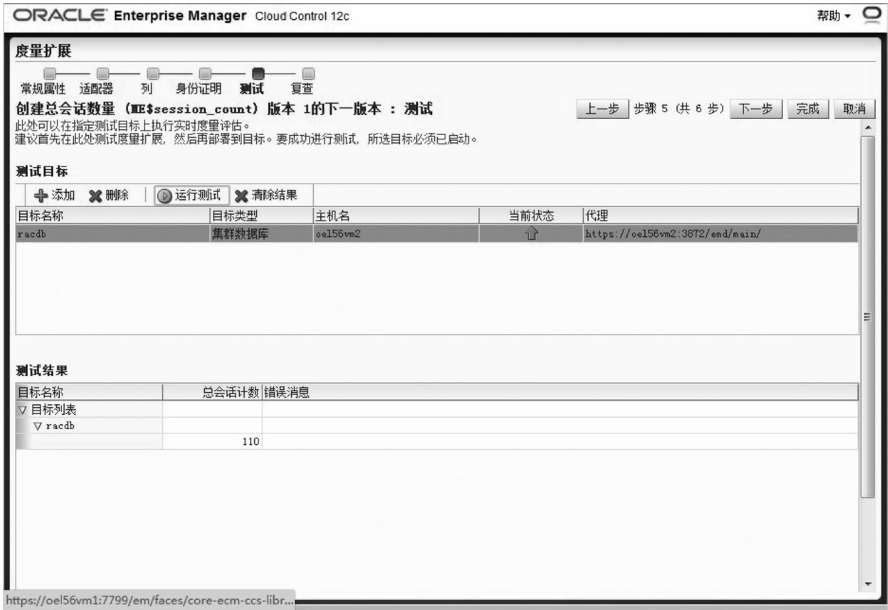 ORACLE Enterprise Manager Cloud Control 12c
帮助
度量扩展
常规属性 适配器 列 身份证明 测试 复查
创建总会话数量 (ME$session_count) 版本 1的下一版本 : 测试
上一步 步骤 5 (共 6 步) 下一步 完成 取消
此处可以在指定测试目标上执行实时度量评估。
建议首先在此处测试度量扩展, 然后再部署到目标。要成功进行测试, 所选目标必须已启动。
测试目标
添加 删除 运行测试 清除结果
目标名称 目标类型 主机名 当前状态 代理
racdb 集群数据库 oel56vm2 https://oel56vm2:3872/emd/main/
测试结果
目标名称 总会话计数 错误消息
目标列表
racdb
110
https://oel56vm1:7799/em/faces/core-ecm-ccs-libr...